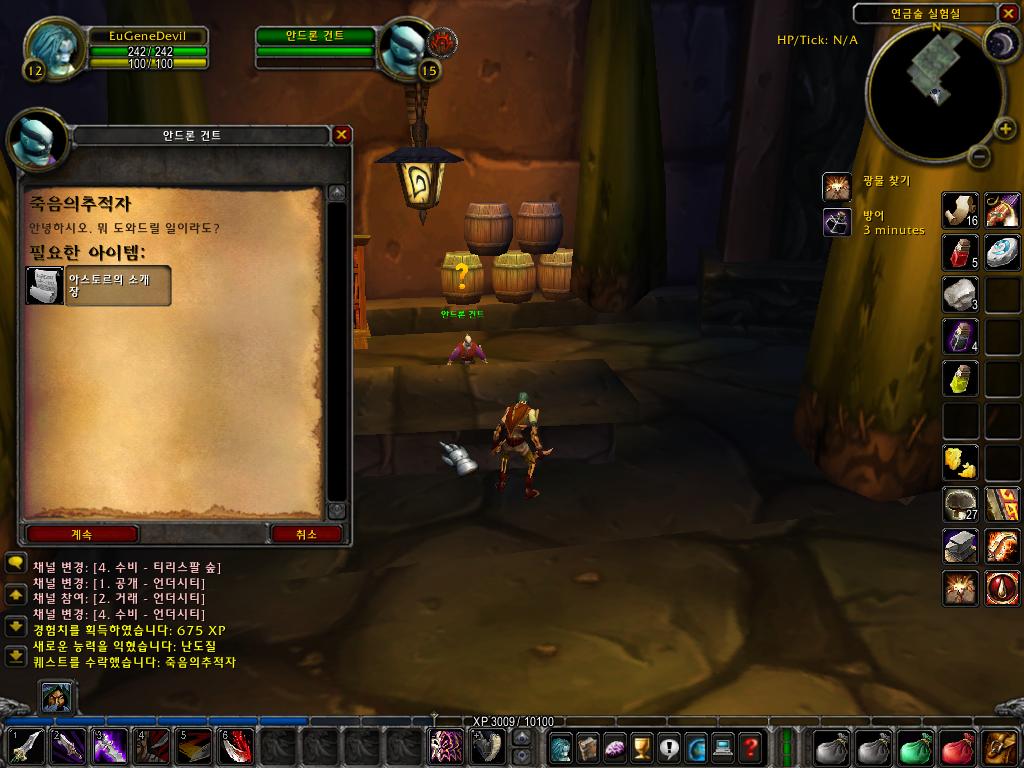 EuGeneDevil
242 / 242
100 / 100
12
안드론 건트
15
연금술 실험실
HP/Tick: N/A
N
광물 찾기
방어
3 minutes
안드론 건트
죽음의추적자
안녕하시오. 뭐 도와드릴 일이라도?
필요한 아이템:
아스토르의 소개
장
계속
취소
?
안드론 건트
16
5
3
4
27
채널 변경: [4. 수비 - 티리스팔 숲]
채널 변경: [1. 공개 - 언더시티]
채널 참여: [2. 거래 - 언더시티]
채널 변경: [4. 수비 - 언더시티]
경험치를 획득하였습니다: 675 XP
새로운 능력을 익혔습니다: 난도질
퀘스트를 수락했습니다: 죽음의추적자
XP 3009 / 10100
1
2
3
4
5
6